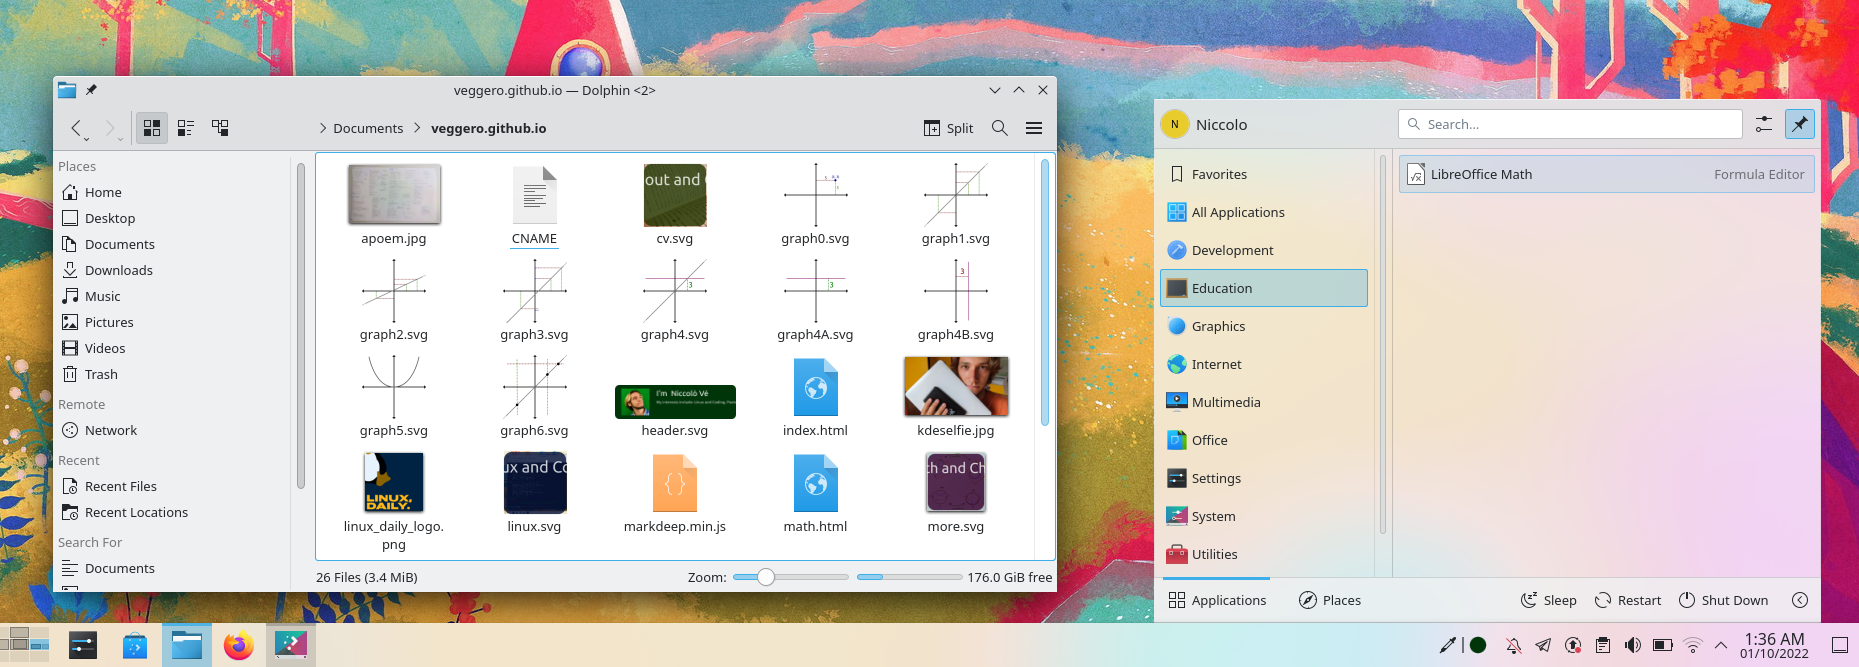 veggero.github.io — Dolphin <2>
Documents
veggero.github.io
Split
Places
Home
Desktop
Documents
Downloads
Music
Pictures
Videos
Trash
Remote
Network
Recent
Recent Files
Recent Locations
Search For
Documents
out and
apoem.jpg
CNAME
cv.svg
graph0.svg
graph1.svg
3
3
3
graph2.svg
graph3.svg
graph4.svg
graph4A.svg
graph4B.svg
I'm Niccolò Vé
graph5.svg
graph6.svg
header.svg
index.html
kdeselfie.jpg
LINUX,
DAILY.
ux and Co
{}
th and Ch
linux_daily_logo.
png
linux.svg
markdeep.min.js
math.html
more.svg
26 Files (3.4 MiB)
Zoom:
176.0 GiB free
N
Niccolo
Search...
Favorites
All Applications
Development
Education
Graphics
Internet
Multimedia
Office
Settings
System
Utilities
LibreOffice Math
Formula Editor
Applications
Places
Sleep
Restart
Shut Down
1:36 AM
01/10/2022